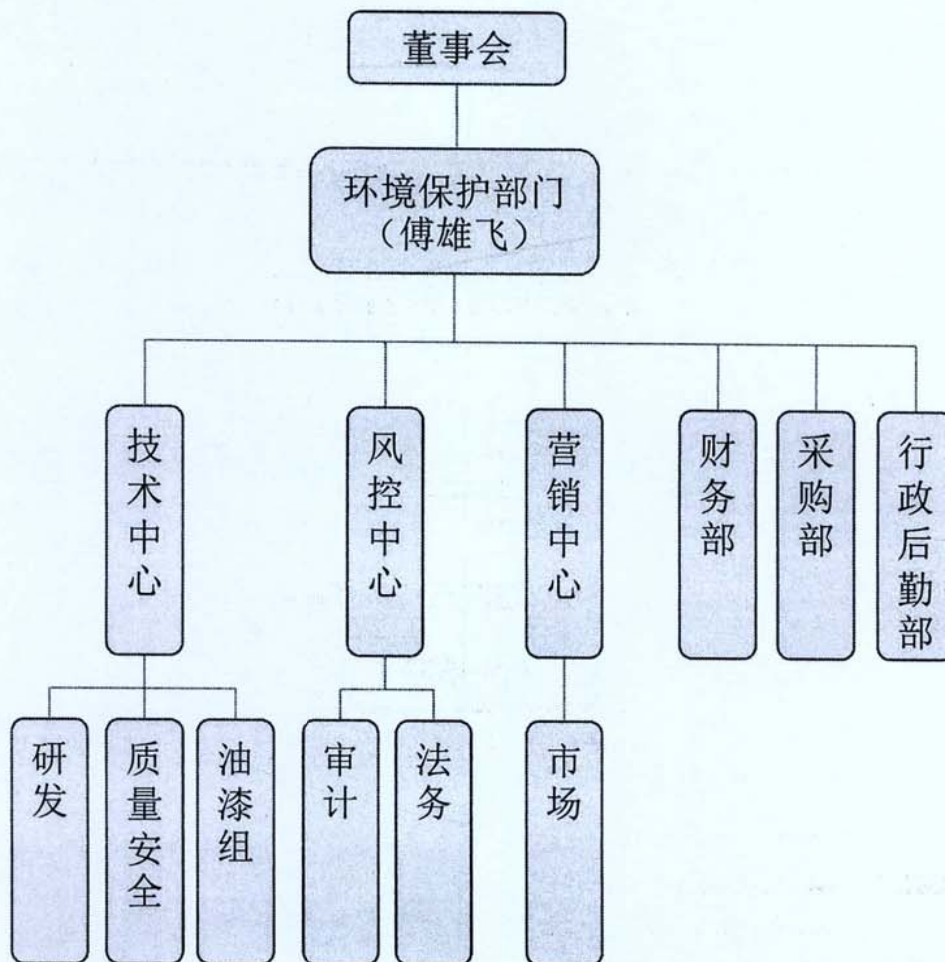 董事会
环境保护部门
（傅雄飞）
技术中心
风控中心
营销中心
财务部
采购部
行政后勤部
研发
质量安全
油漆组
审计
法务
市场